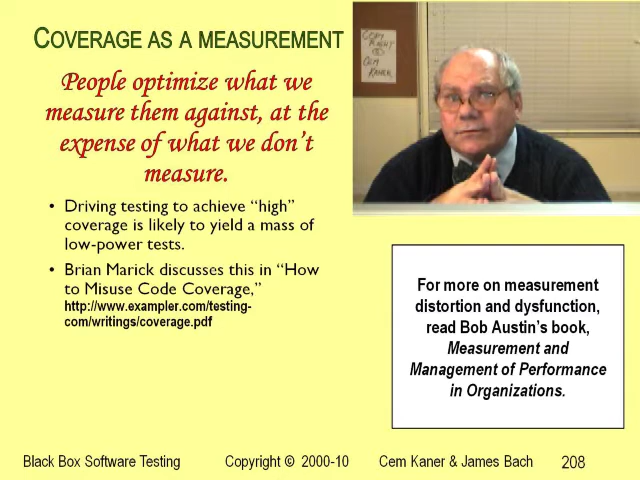 COVERAGE AS A MEASUREMENT
People optimize what we
measure them against, at the
expense of what we don't
measure.
• Driving testing to achieve "high"
coverage is likely to yield a mass of
low-power tests.
• Brian Marick discusses this in "How
to Misuse Code Coverage,"
http://www.exampler.com/testing-
com/writings/coverage.pdf
COPY
RIGHT
©
CEM
KANER
For more on measurement
distortion and dysfunction,
read Bob Austin's book,
Measurement and
Management of Performance
in Organizations.
Black Box Software Testing Copyright © 2000-10 Cem Kaner & James Bach 208